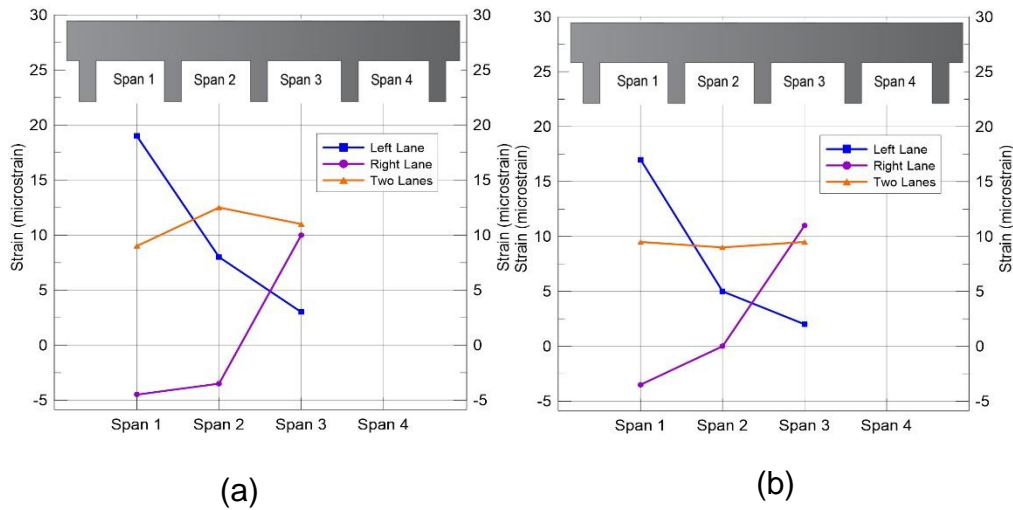 30
25
20
15
10
5
0
-5
Strain (microstrain)
Span 1 Span 2 Span 3 Span 4
Left Lane
Right Lane
Two Lanes
30
25
20
15
10
5
0
-5
Strain (microstrain)
Span 1 Span 2 Span 3 Span 4
(a)
30
25
20
15
10
5
0
-5
Strain (microstrain)
Span 1 Span 2 Span 3 Span 4
Left Lane
Right Lane
Two Lanes
30
25
20
15
10
5
0
-5
Strain (microstrain)
Span 1 Span 2 Span 3 Span 4
(b)